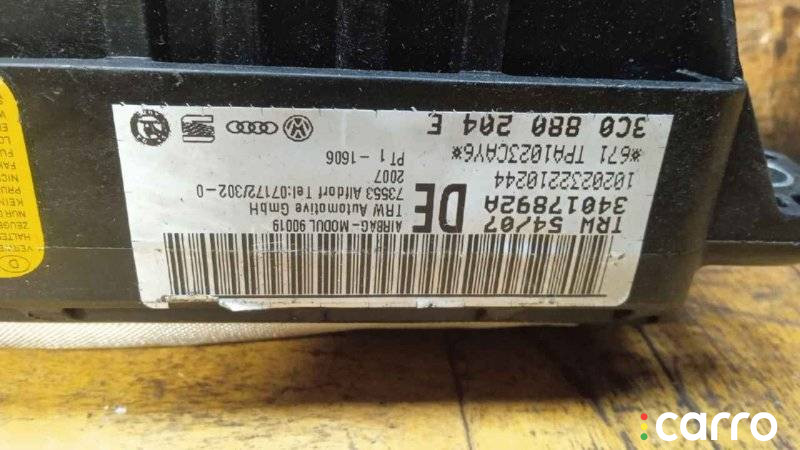 TRW 54/07
34017892A
1020232210244
*671 TPA1023CAY6*
3C0 880 204 E
DE
AIRBAG-MODUL 90019
TRW Automotive GmbH
73553 Alfdorf Tel:07172/302-0
2007
PT1 -1606
D
carro